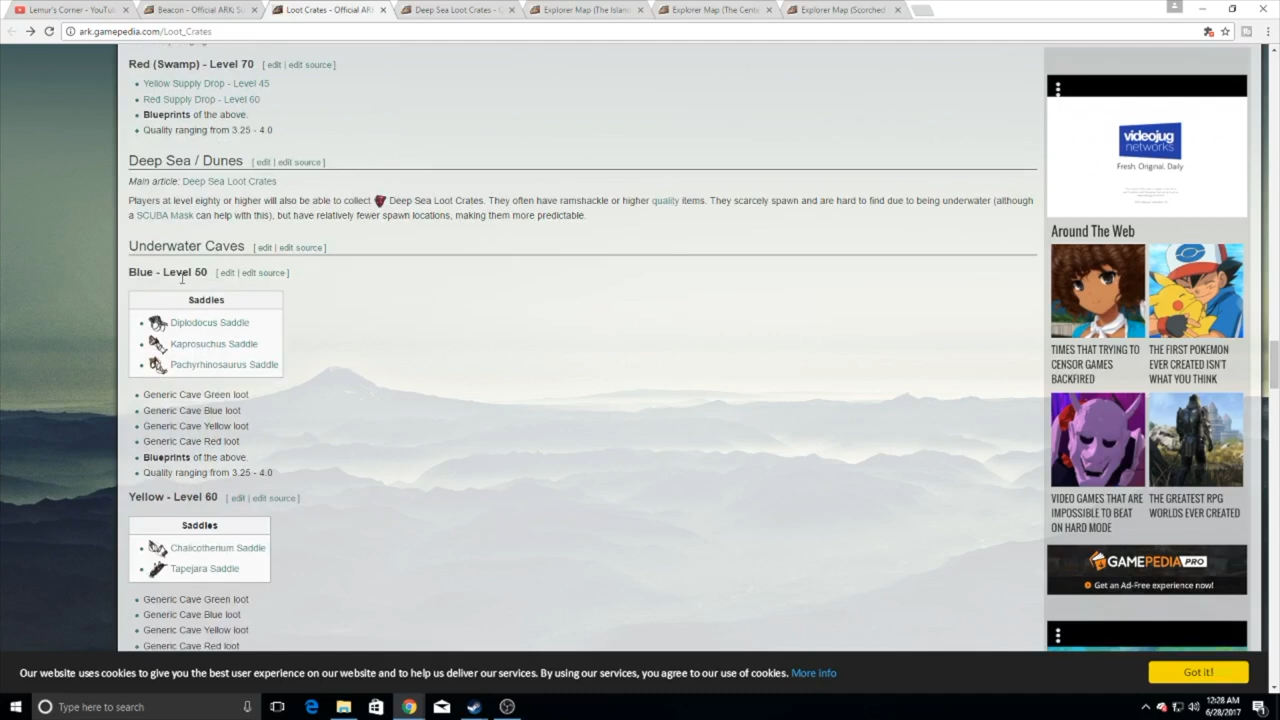 Lemur's Corner - YouTu
Beacon - Official ARK: S
Loot Crates - Official AR
Deep Sea Loot Crates -
Explorer Map (The Islan
Explorer Map (The Cente
Explorer Map (Scorched
ark.gamepedia.com/Loot_Crates
Red (Swamp) - Level 70 [ edit | edit source ]
Yellow Supply Drop - Level 45
Red Supply Drop - Level 60
Blueprints of the above.
Quality ranging from 3.25 - 4.0
Deep Sea / Dunes [ edit | edit source ]
Main article: Deep Sea Loot Crates
Players at level eighty or higher will also be able to collect Deep Sea Loot Crates. They often have ramshackle or higher quality items. They scarcely spawn and are hard to find due to being underwater (although
a SCUBA Mask can help with this), but have relatively fewer spawn locations, making them more predictable.
Underwater Caves [ edit | edit source ]
Blue - Level 50 [ edit | edit source ]
Saddles
Diplodocus Saddle
Kaprosuchus Saddle
Pachyrhinosaurus Saddle
Generic Cave Green loot
Generic Cave Blue loot
Generic Cave Yellow loot
Generic Cave Red loot
Blueprints of the above.
Quality ranging from 3.25 - 4.0
Yellow - Level 60 [ edit | edit source ]
Saddles
Chalicotherium Saddle
Tapejara Saddle
Generic Cave Green loot
Generic Cave Blue loot
Generic Cave Yellow loot
Generic Cave Red loot
videojug
networks
Fresh. Original. Daily
Around The Web
TIMES THAT TRYING TO
CENSOR GAMES
BACKFIRED
THE FIRST POKEMON
EVER CREATED ISN'T
WHAT YOU THINK
VIDEO GAMES THAT ARE
IMPOSSIBLE TO BEAT
ON HARD MODE
THE GREATEST RPG
WORLDS EVER CREATED
GAMEPEDIA PRO
Get an Ad-Free experience now!
Our website uses cookies to give you the best user experience on our website and to help us deliver our services. By using our services, you agree to our use of cookies. More info
Got it!
Type here to search
12:28 AM
6/28/2017